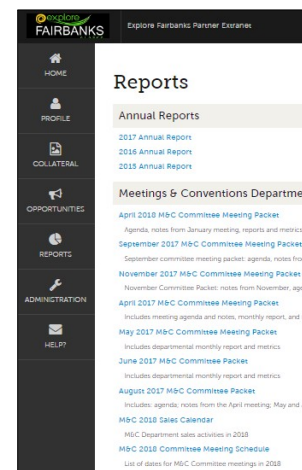 explore
FAIRBANKS
ALASKA
Explore Fairbanks Partner Extranet
HOME
PROFILE
COLLATERAL
OPPORTUNITIES
REPORTS
ADMINISTRATION
HELP?
Reports
Annual Reports
2017 Annual Report
2016 Annual Report
2015 Annual Report
Meetings & Conventions Departme
April 2018 M&C Committee Meeting Packet
Agenda, notes from January meeting, reports and metrics
September 2017 M&C Committee Meeting Packet
September committee meeting packet: agenda, notes fro
November 2017 M&C Committee Meeting Packet
November Committee Packet: notes from November, age
April 2017 M&C Committee Meeting Packet
Includes meeting agenda and notes, monthly report, and
May 2017 M&C Committee Meeting Packet
Includes departmental monthly report and metrics
June 2017 M&C Committee Packet
Includes departmental monthly report and metrics
August 2017 M&C Committee Packet
Includes: agenda; notes from the April meeting; May and
M&C 2018 Sales Calendar
M&C Department sales activities in 2018
M&C 2018 Committee Meeting Schedule
List of dates for M&C Committee meetings in 2018